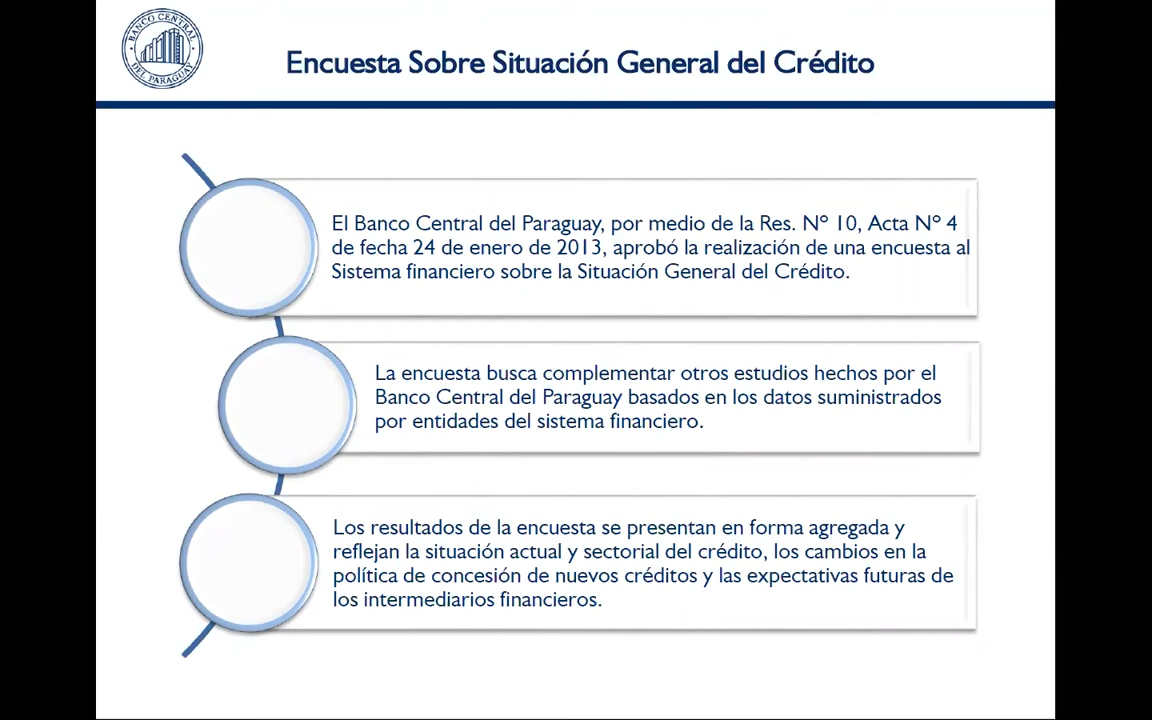 BANCO CENTRAL
DEL PARAGUAY
Encuesta Sobre Situación General del Crédito
El Banco Central del Paraguay, por medio de la Res. Nº 10, Acta Nº 4
de fecha 24 de enero de 2013, aprobó la realización de una encuesta al
Sistema financiero sobre la Situación General del Crédito.
La encuesta busca complementar otros estudios hechos por el
Banco Central del Paraguay basados en los datos suministrados
por entidades del sistema financiero.
Los resultados de la encuesta se presentan en forma agregada y
reflejan la situación actual y sectorial del crédito, los cambios en la
política de concesión de nuevos créditos y las expectativas futuras de
los intermediarios financieros.